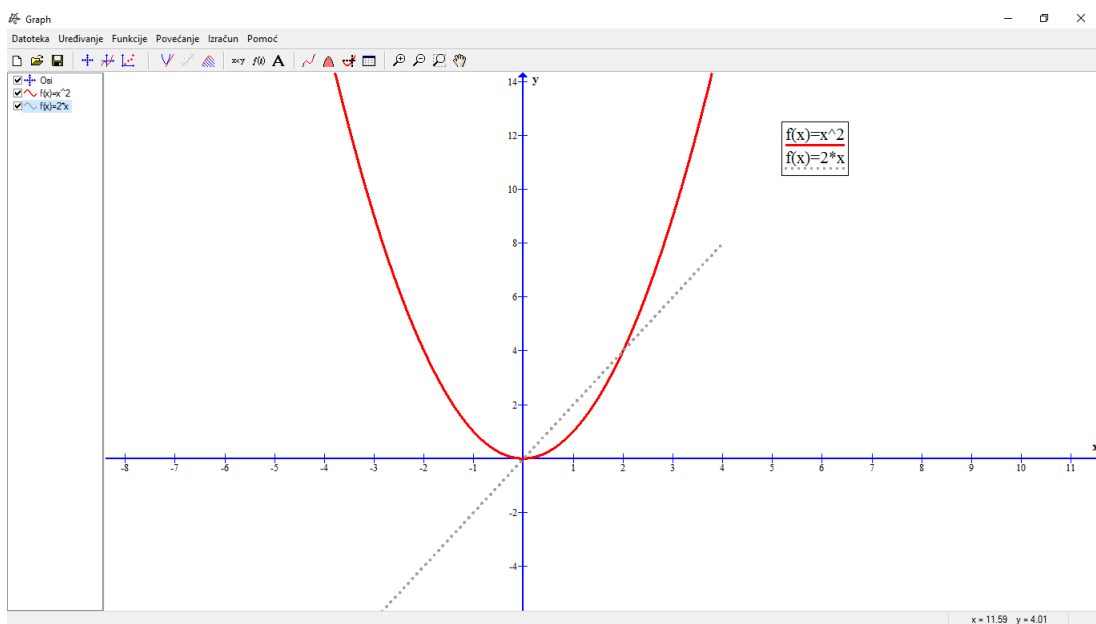 Graph
Datoteka Uređivanje Funkcije Povećanje Izračun Pomoć
x<y f(x) A
Osi
f(x)=x^2
f(x)=2*x
y
14
12
10
8
6
4
2
-8 -7 -6 -5 -4 -3 -2 -1 1 2 3 4 5 6 7 8 9 10 11
x
-2
-4
f(x)=x^2
f(x)=2*x
x = 11.59 y = 4.01